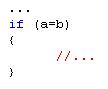 ...
if (a=b)
{
//...
}